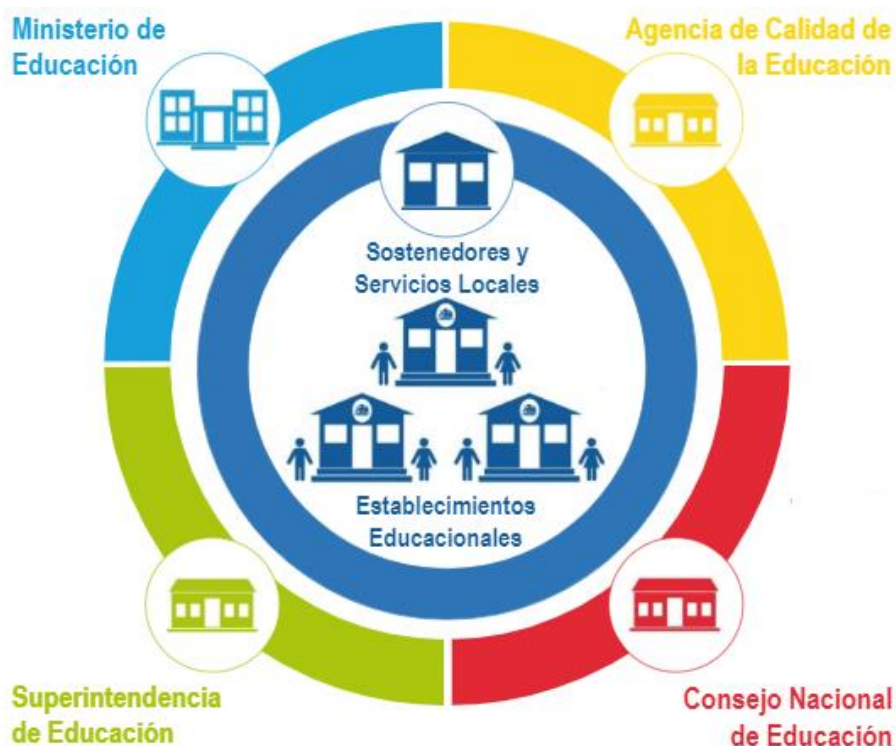 Ministerio de
Educación
Agencia de Calidad de
la Educación
Sostenedores y
Servicios Locales
Establecimientos
Educacionales
Superintendencia
de Educación
Consejo Nacional
de Educación